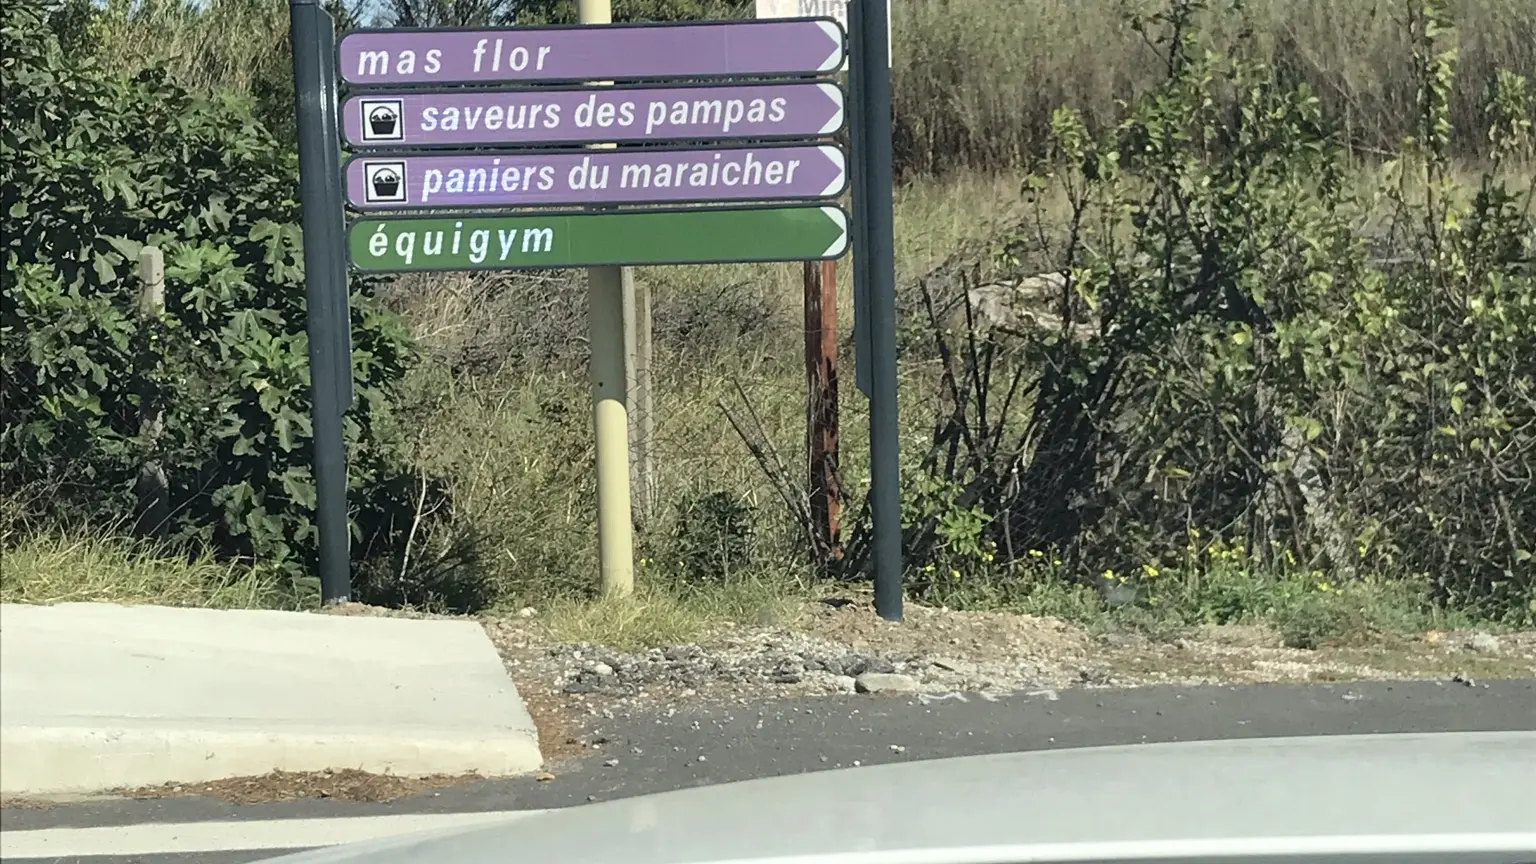 mas flor
saveurs des pampas
paniers du maraicher
équigym